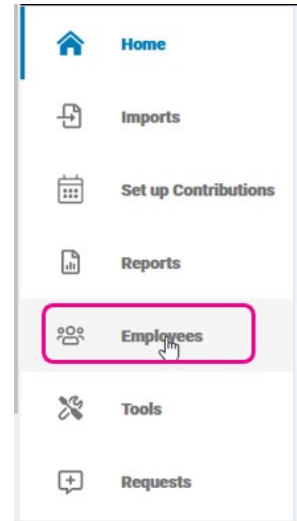 Home
Imports
Set up Contributions
Reports
Employees
Tools
Requests